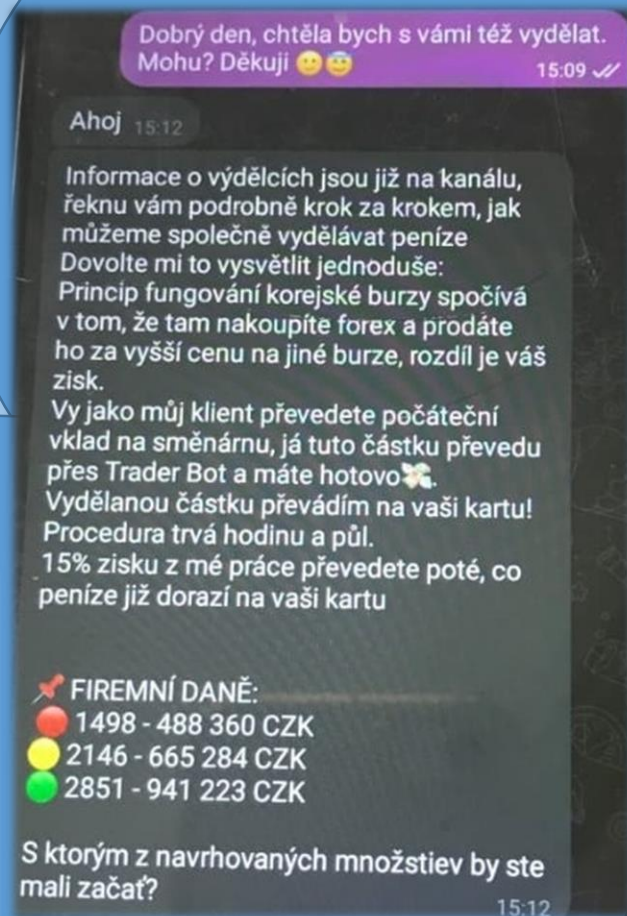 Dobrý den, chtěla bych s vámi též vydělat.
Mohu? Děkuji 🙂😇
15:09
Ahoj 15:12
Informace o výdělcích jsou již na kanálu,
řeknu vám podrobně krok za krokem, jak
můžeme společně vydělávat peníze
Dovolte mi to vysvětlit jednoduše:
Princip fungování korejské burzy spočívá
v tom, že tam nakoupíte forex a prodáte
ho za vyšší cenu na jiné burze, rozdíl je váš
zisk.
Vy jako můj klient převedete počáteční
vklad na směnárnu, já tuto částku převedu
přes Trader Bot a máte hotovo💸.
Vydělanou částku převádím na vaši kartu!
Procedura trvá hodinu a půl.
15% zisku z mé práce převedete poté, co
peníze již dorazí na vaši kartu
📌 FIREMNÍ DANĚ:
🔴 1498 - 488 360 CZK
🟡 2146 - 665 284 CZK
🟢 2851 - 941 223 CZK
S ktorým z navrhovaných množstiev by ste
mali začať?
15:12